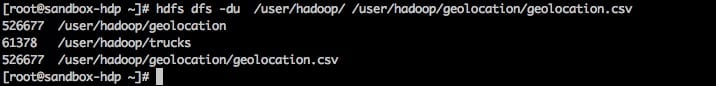 [root@sandbox-hdp ~]# hdfs dfs -du  /user/hadoop/ /user/hadoop/geolocation/geolocation.csv
526677  /user/hadoop/geolocation
61378   /user/hadoop/trucks
526677  /user/hadoop/geolocation/geolocation.csv
[root@sandbox-hdp ~]#